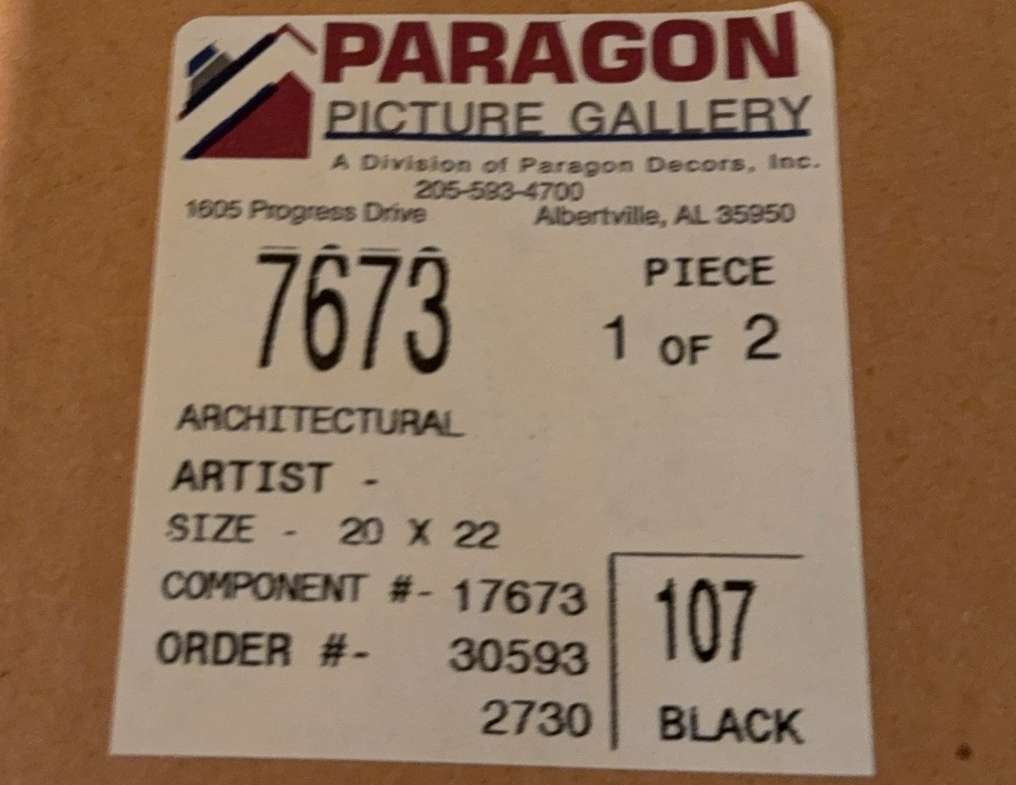 PARAGON
PICTURE GALLERY
A Division of Paragon Decors, Inc.
205-593-4700
1605 Progress Drive Albertville, AL 35950
7673 PIECE
1 OF 2
ARCHITECTURAL
ARTIST -
SIZE - 20 X 22
COMPONENT #- 17673
ORDER #- 30593
2730
107
BLACK